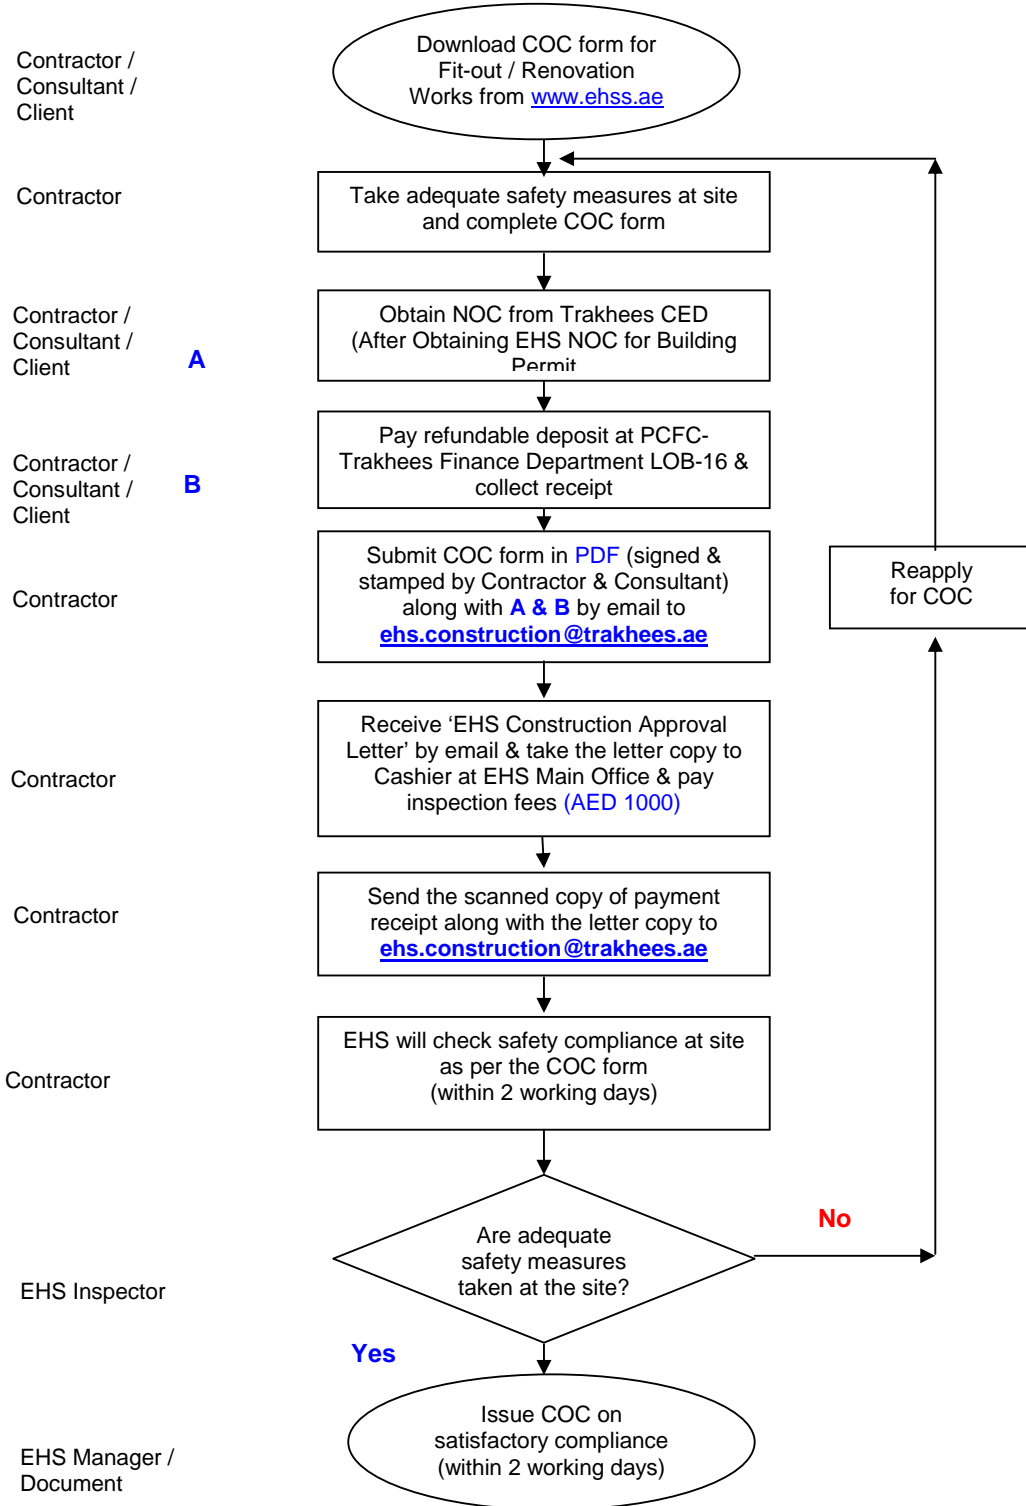 Contractor /
Consultant /
Client
Download COC form for
Fit-out / Renovation
Works from www.ehss.ae
Contractor
Take adequate safety measures at site
and complete COC form
Contractor /
Consultant /
Client
A
Obtain NOC from Trakhees CED
(After Obtaining EHS NOC for Building
Permit
Contractor /
Consultant /
Client
B
Pay refundable deposit at PCFC-
Trakhees Finance Department LOB-16 &
collect receipt
Contractor
Submit COC form in PDF (signed &
stamped by Contractor & Consultant)
along with A & B by email to
ehs.construction@trakhees.ae
Reapply
for COC
Contractor
Receive ‘EHS Construction Approval
Letter’ by email & take the letter copy to
Cashier at EHS Main Office & pay
inspection fees (AED 1000)
Contractor
Send the scanned copy of payment
receipt along with the letter copy to
ehs.construction@trakhees.ae
Contractor
EHS will check safety compliance at site
as per the COC form
(within 2 working days)
EHS Inspector
Are adequate
safety measures
taken at the site?
No
Yes
EHS Manager /
Document
Issue COC on
satisfactory compliance
(within 2 working days)